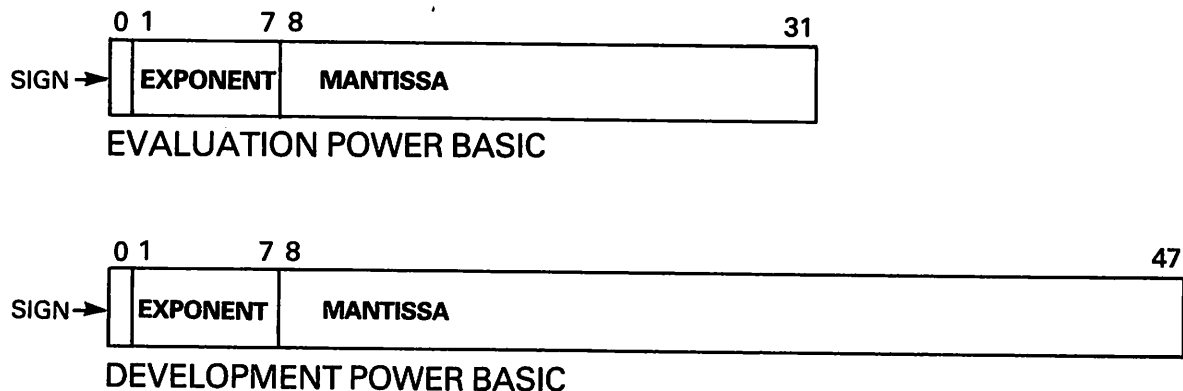 0 1 7 8 31
SIGN EXPONENT MANTISSA
EVALUATION POWER BASIC
0 1 7 8 47
SIGN EXPONENT MANTISSA
DEVELOPMENT POWER BASIC